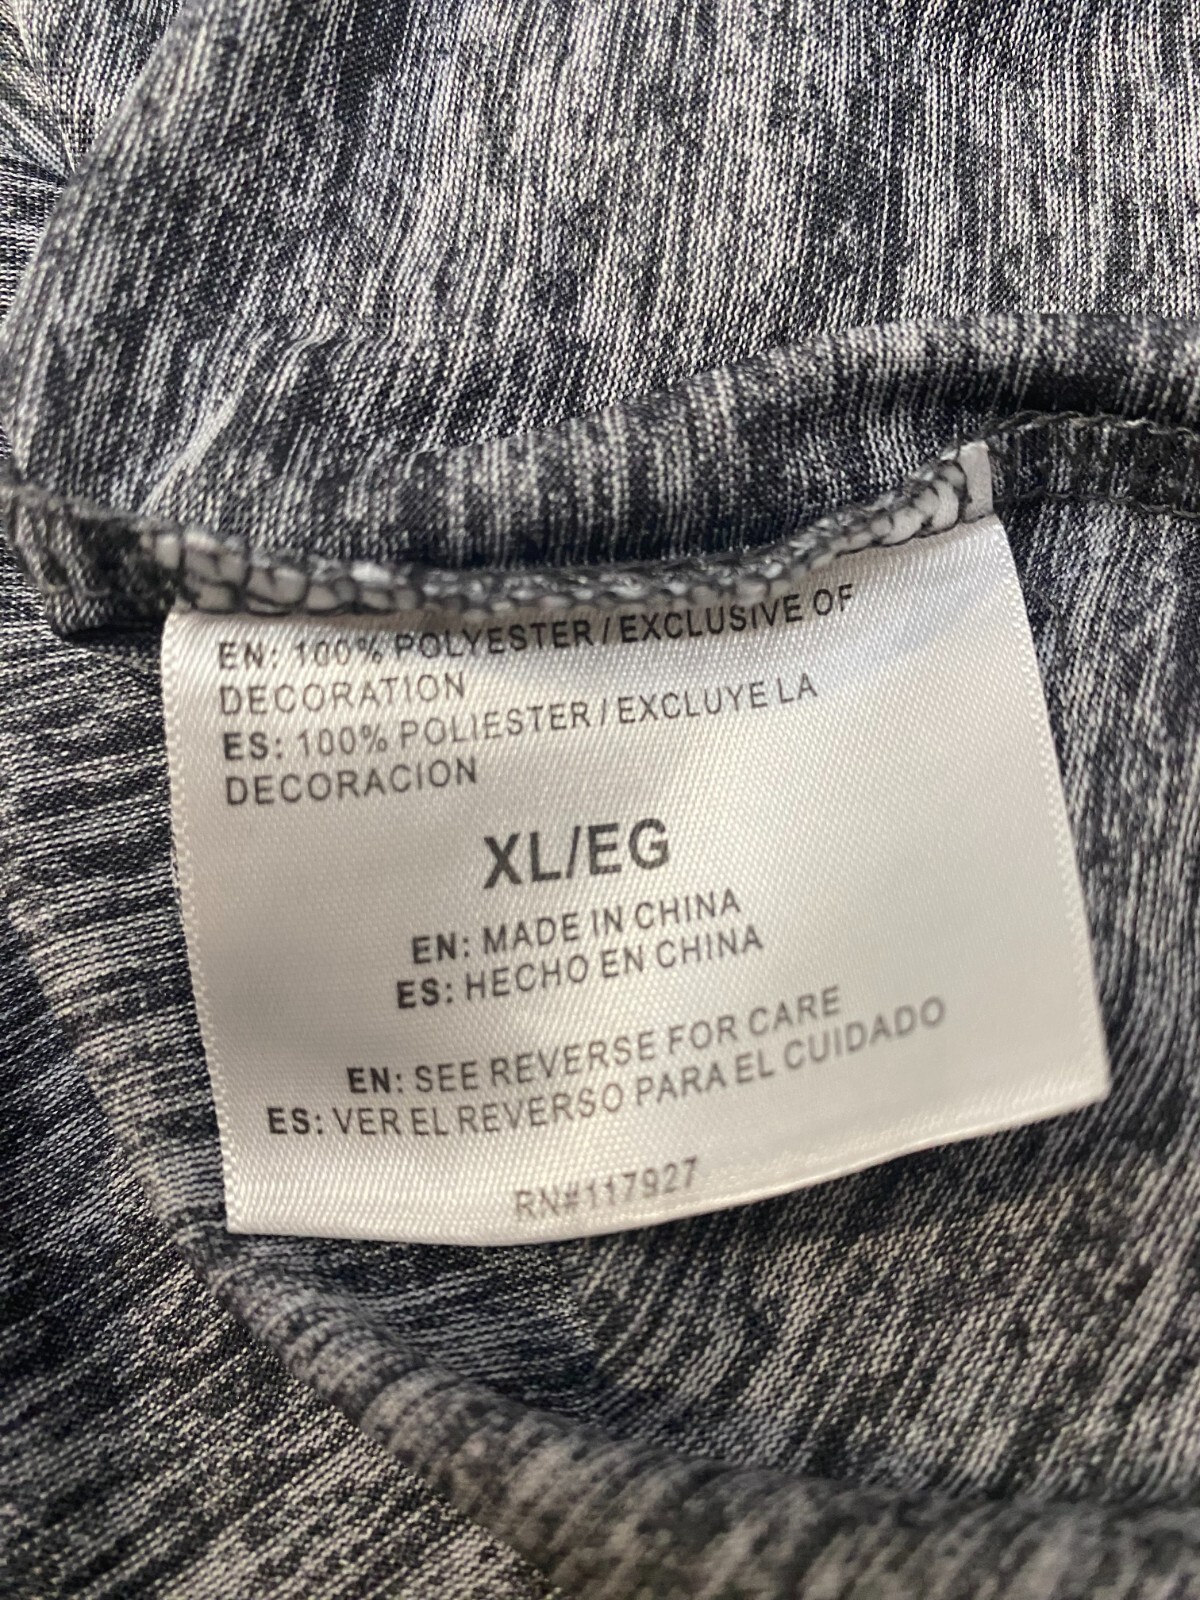 EN: 100% POLYESTER / EXCLUSIVE OF
DECORATION
ES: 100% POLIESTER / EXCLUYE LA
DECORACION
XL/EG
EN: MADE IN CHINA
ES: HECHO EN CHINA
EN: SEE REVERSE FOR CARE
ES: VER EL REVERSO PARA EL CUIDADO
RN#117927